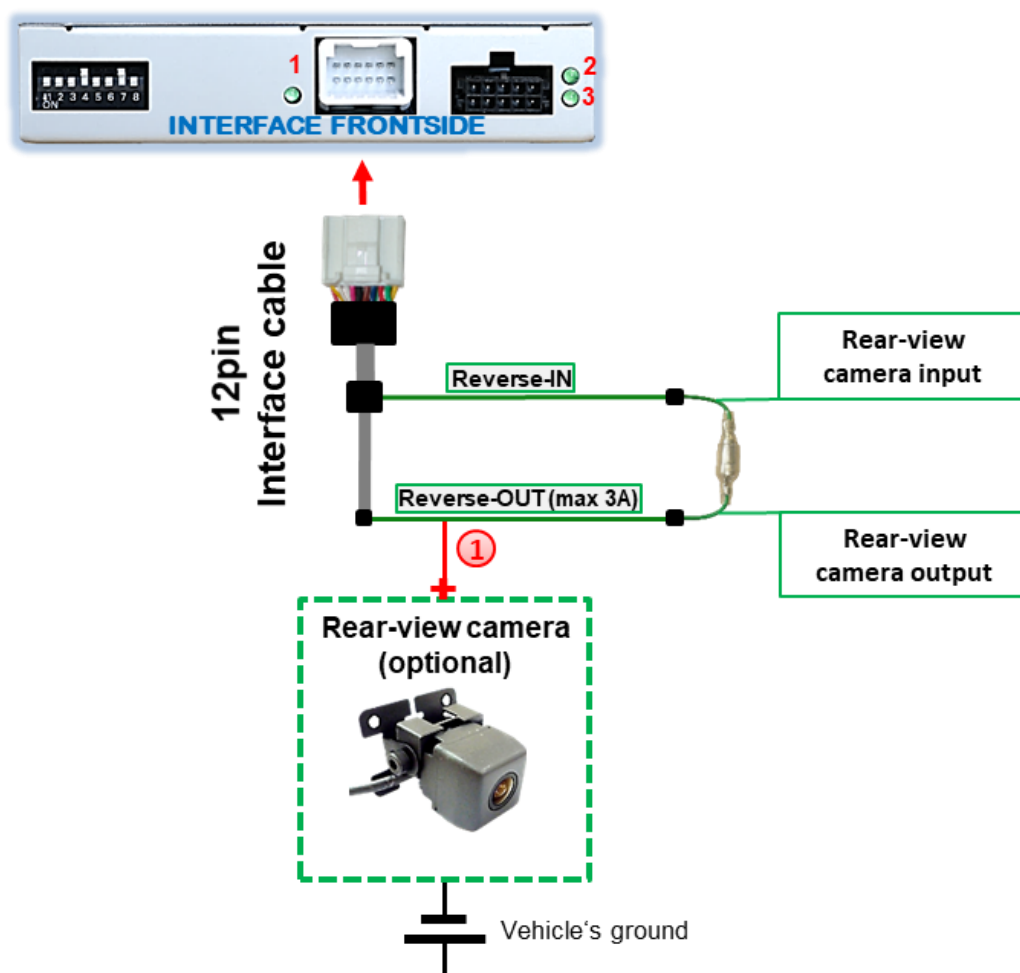 1
2
3
1 2 3 4 5 6 7 8
ON
INTERFACE FRONTSIDE
12pin
Interface cable
Reverse-IN
Rear-view
camera input
Reverse-OUT (max 3A)
Rear-view
camera output
1
Rear-view camera
(optional)
Vehicle‘s ground